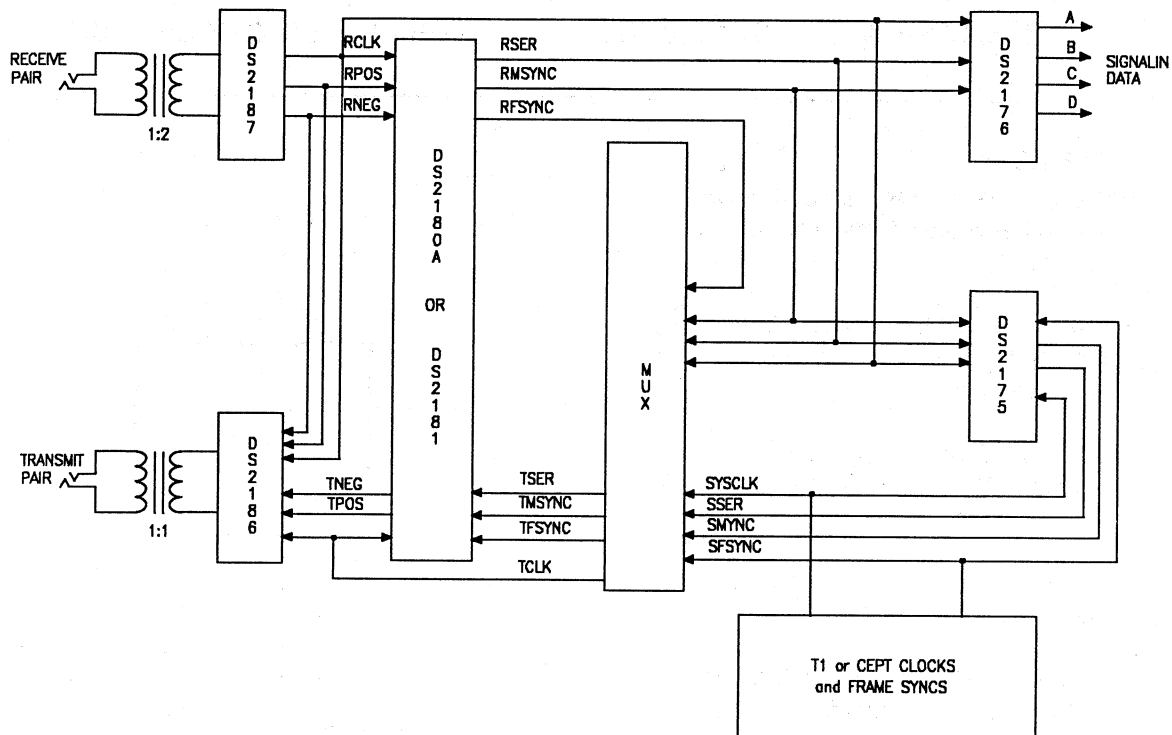 RECEIVE
PAIR
1:2
DS2187
RCLK
RPOS
RNEG
DS2180A
OR
DS2181
RSER
RMSYNC
RFSYNC
MUX
DS2176
A
B
C
D
SIGNALIN
DATA
DS2175
TRANSMIT
PAIR
1:1
DS2186
TNEG
TPOS
TSER
TMSYNC
TFSYNC
TCLK
SYSCLK
SSER
SMYNC
SFSYNC
T1 or CEPT CLOCKS
and FRAME SYNCS